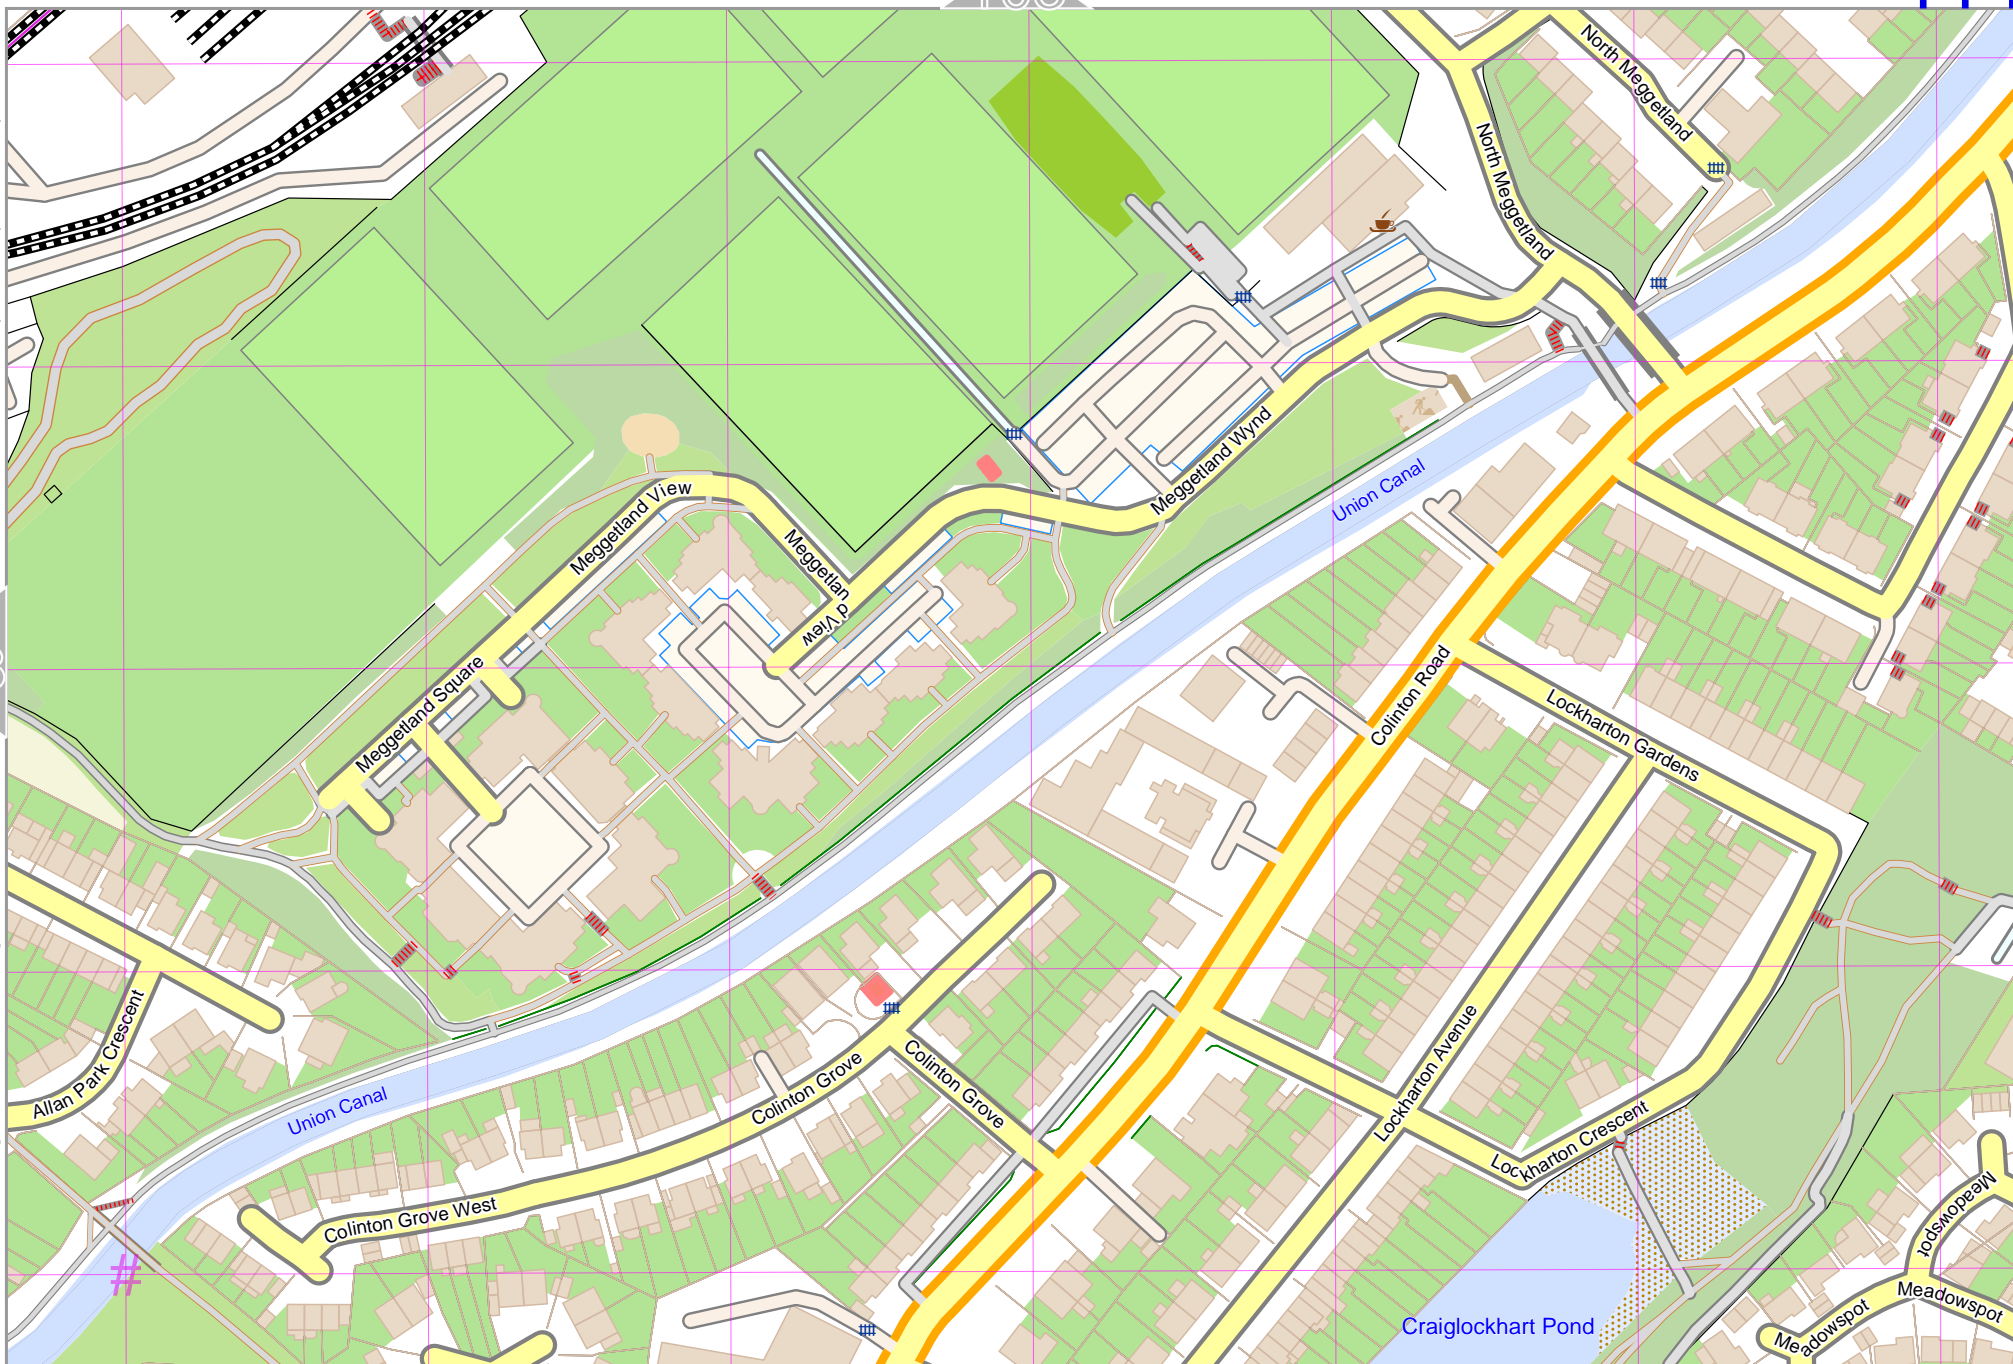 North Meggetland
North Meggetland
Meggetland Wynd
Union Canal
Meggetland View
Meggetlan
d View
Meggetland Square
Colinton Road
Lockharton Gardens
Allan Park Crescent
Union Canal
Colinton Grove
Colinton Grove
Lockharton Avenue
Lockharton Crescent
Colinton Grove West
Meadowspot
Meadowspot
Meadowspot
Craiglockhart Pond